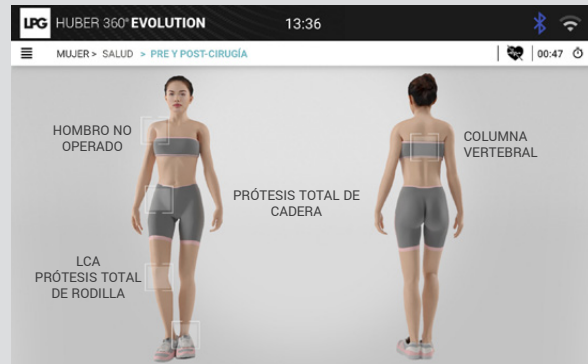 LPG HUBER 360° EVOLUTION 13:36
MUJER > SALUD > PRE Y POST-CIRUGÍA 00:47
HOMBRO NO
OPERADO
COLUMNA
VERTEBRAL
PRÓTESIS TOTAL DE
CADERA
LCA
PRÓTESIS TOTAL
DE RODILLA